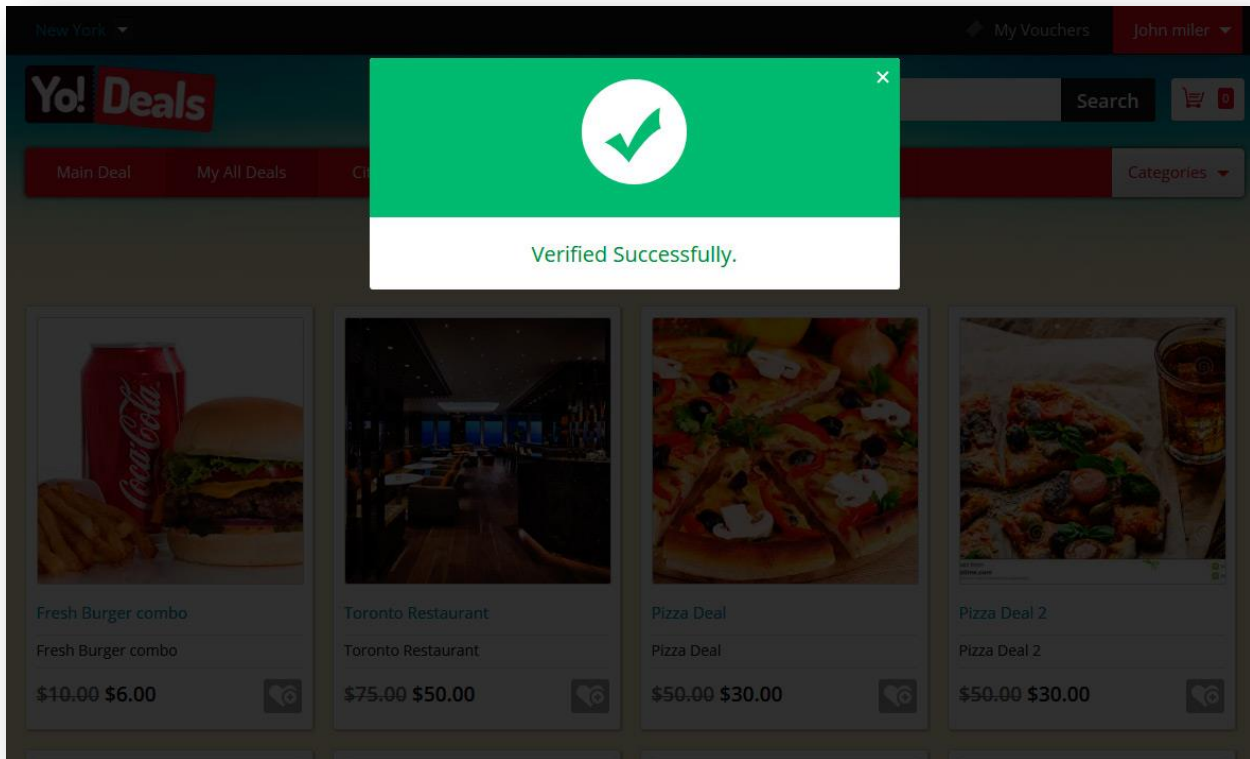 New York
My Vouchers
John miler
Yo! Deals
Search
0
Main Deal
My All Deals
Categories
Verified Successfully.
Coca-Cola
Fresh Burger combo
Toronto Restaurant
Pizza Deal
Pizza Deal 2
Fresh Burger combo
Toronto Restaurant
Pizza Deal
Pizza Deal 2
$10.00 $6.00
$75.00 $50.00
$50.00 $30.00
$50.00 $30.00